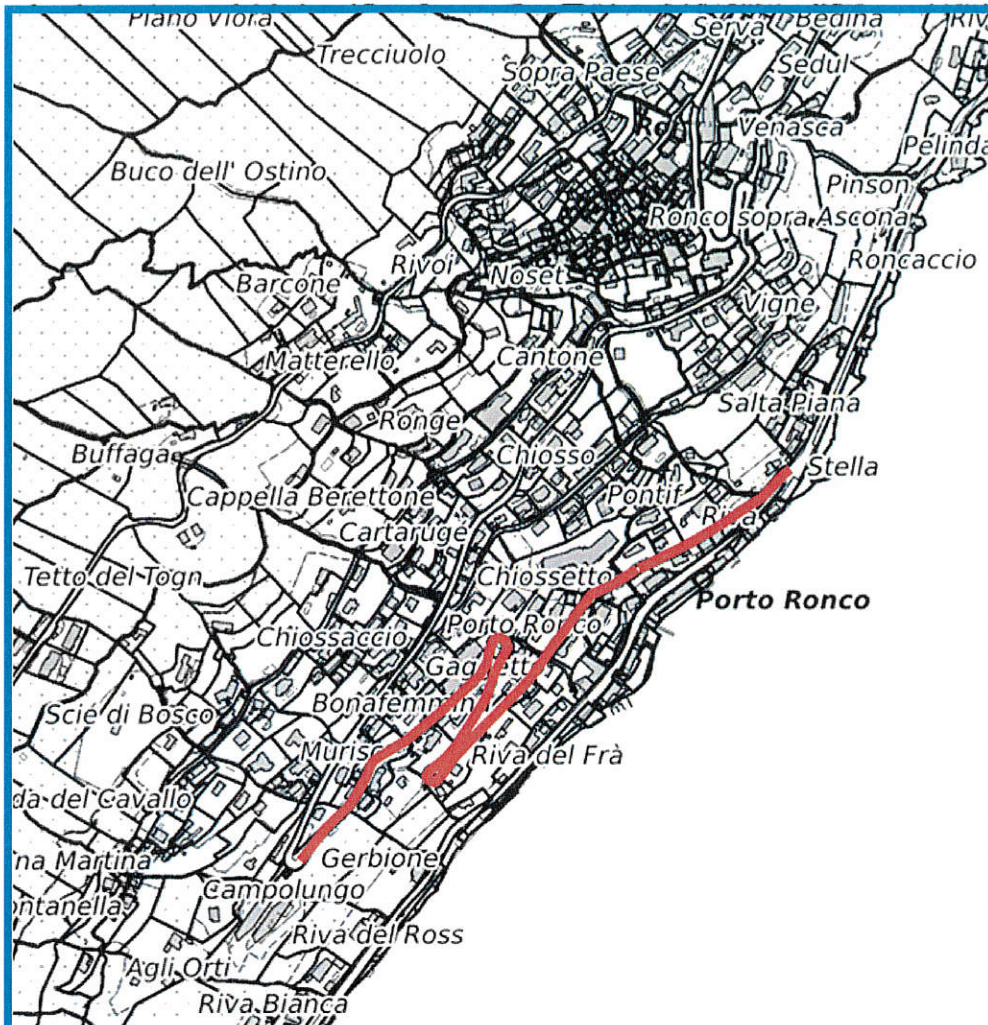 Piano Viora
Serva
Bedina
Riv
Trecciuolo
Sedul
Sopra Paese
Venasca
Pelinda
Buco dell' Ostino
Pinson
Ronco sopra Ascona
Rivoi
Roncaccio
Noset
Barcone
Vigne
Matterello
Cantone
Salta Piana
Ronge
Buffaga
Chiosso
Stella
Cappella Berettone
Pontif
Riva
Cartaruge
Tetto del Togn
Chiossetto
Porto Ronco
Porto Ronco
Chiossaccio
Bonafemmin
Scie di Bosco
Riva del Frà
da del Cavallo
na Martina
Gerbione
Campolungo
ontanella
Riva del Ross
Agli Orti
Riva Bianca